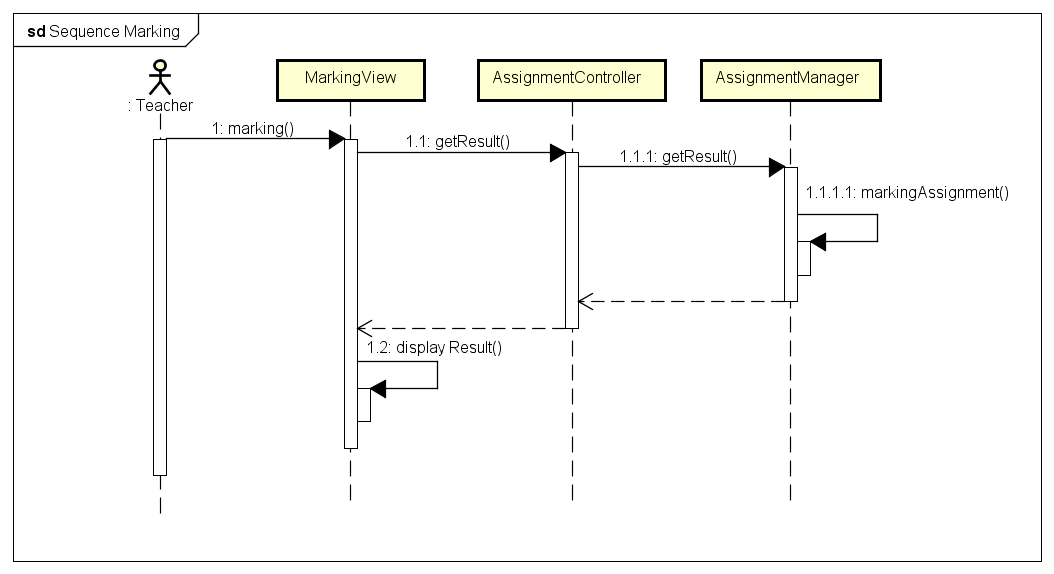 sd Sequence Marking
: Teacher
MarkingView
AssignmentController
AssignmentManager
1: marking()
1.1: getResult()
1.1.1: getResult()
1.1.1.1: markingAssignment()
1.2: display Result()